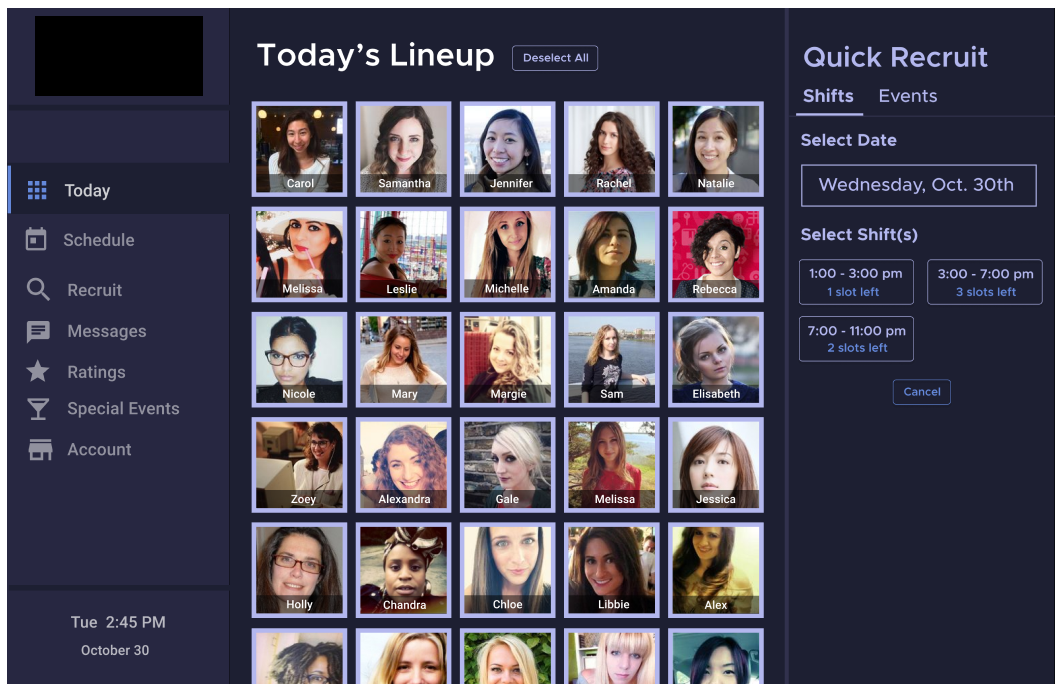 Today's Lineup
Deselect All
Today
Schedule
Recruit
Messages
Ratings
Special Events
Account
Tue 2:45 PM
October 30
Carol
Samantha
Jennifer
Rachel
Natalie
Melissa
Leslie
Michelle
Amanda
Rebecca
Nicole
Mary
Margie
Sam
Elisabeth
Zoey
Alexandra
Gale
Melissa
Jessica
Holly
Chandra
Chloe
Libbie
Alex
Quick Recruit
Shifts Events
Select Date
Wednesday, Oct. 30th
Select Shift(s)
1:00 - 3:00 pm
1 slot left
3:00 - 7:00 pm
3 slots left
7:00 - 11:00 pm
2 slots left
Cancel